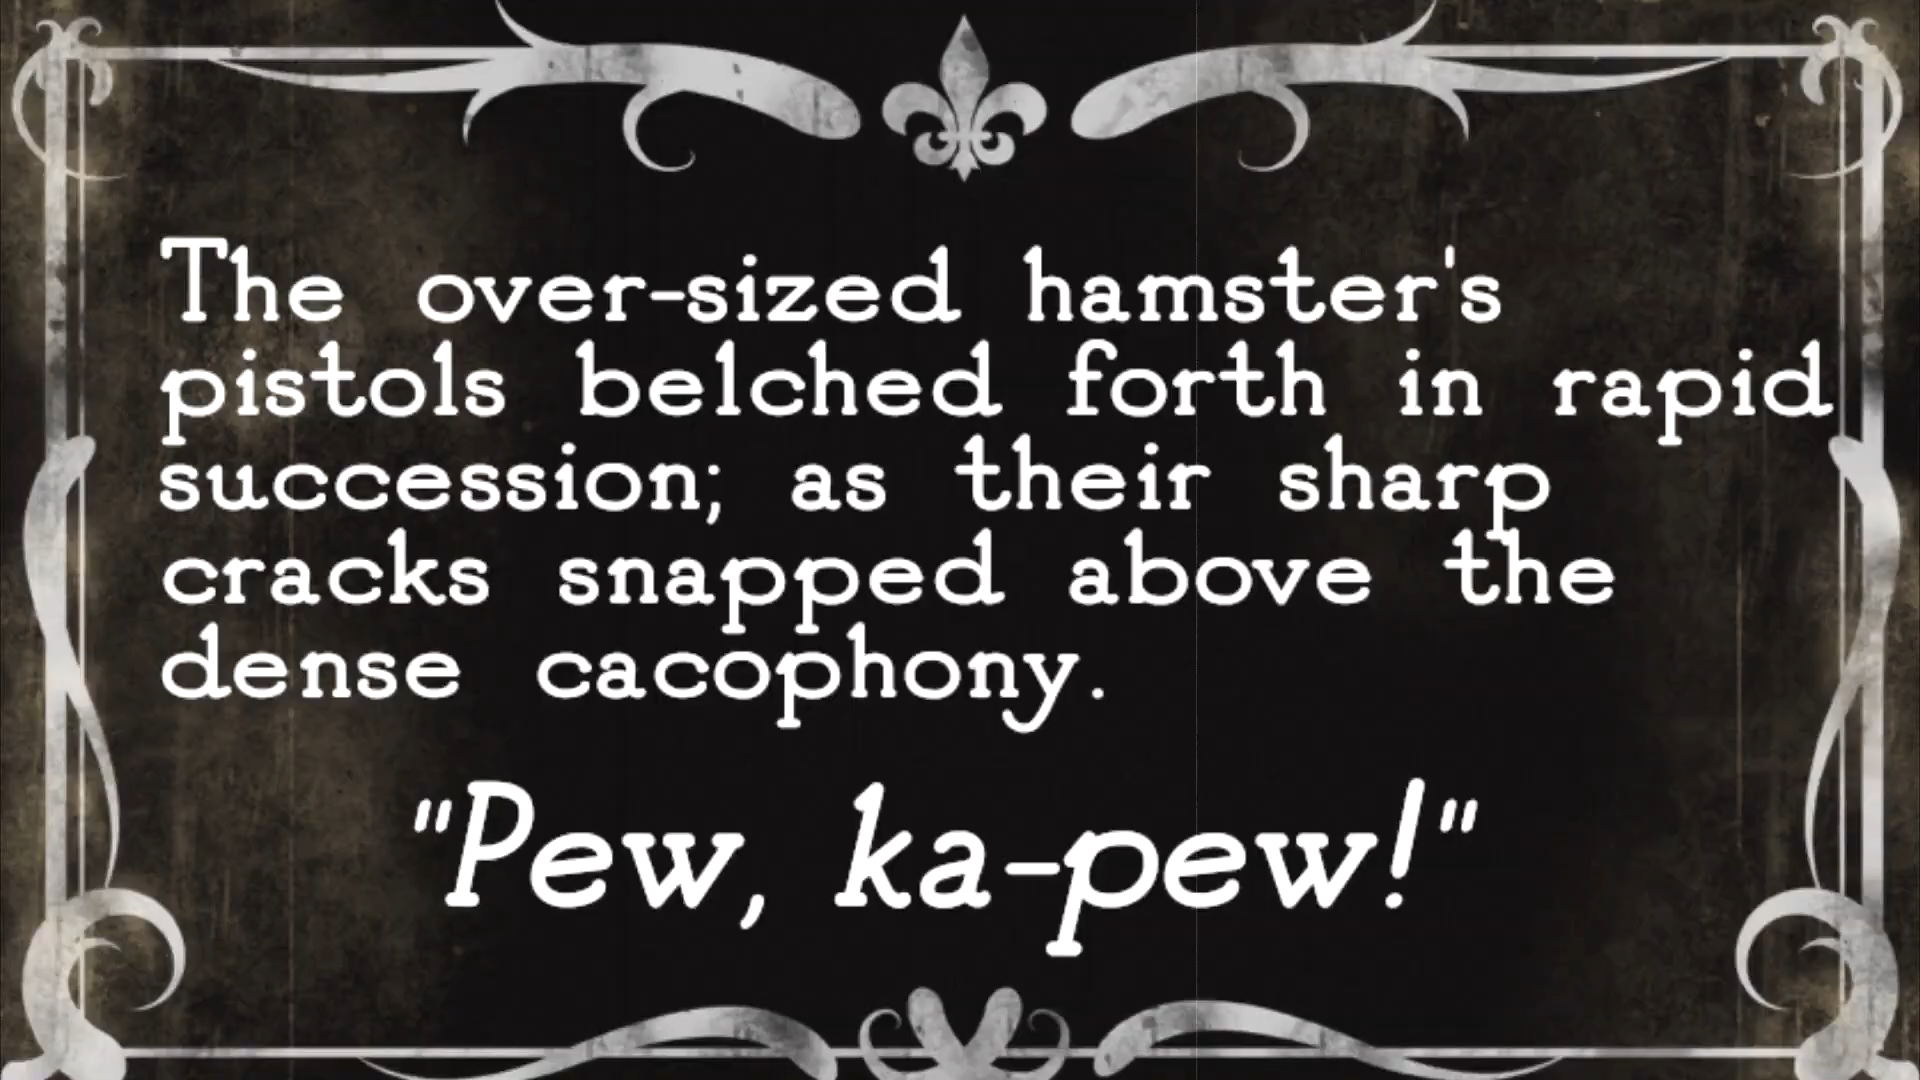 The over-sized hamster's
pistols belched forth in rapid
succession; as their sharp
cracks snapped above the
dense cacophony.
"Pew, ka-pew!"